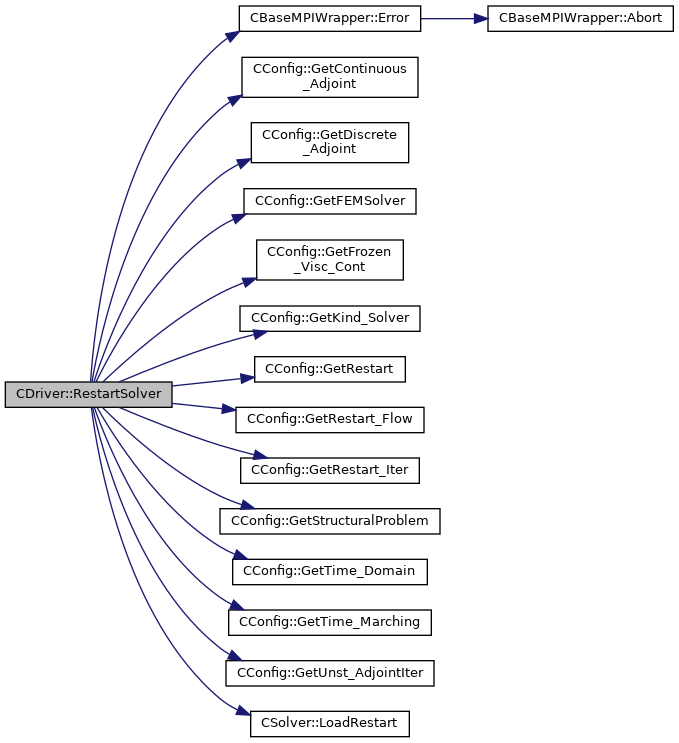 CBaseMPIWrapper::Error
CBaseMPIWrapper::Abort
CConfig::GetContinuous
_Adjoint
CConfig::GetDiscrete
_Adjoint
CConfig::GetFEMSolver
CConfig::GetFrozen
_Visc_Cont
CConfig::GetKind_Solver
CConfig::GetRestart
CDriver::RestartSolver
CConfig::GetRestart_Flow
CConfig::GetRestart_Iter
CConfig::GetStructuralProblem
CConfig::GetTime_Domain
CConfig::GetTime_Marching
CConfig::GetUnst_AdjointIter
CSolver::LoadRestart